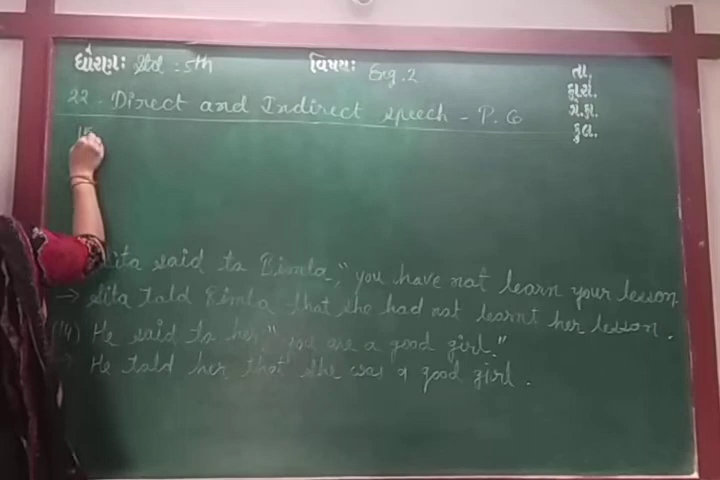 ધોરણ: Std : 5th
વિષય: Eng. 2
તા.
હાજ.
ગે.હા.
કુલ.
22 - Direct and Indirect speech - P. 6
15
Sita said to Bimla, "you have not learn your lesson
→ Sita told Bimla that she had not learnt her lesson.
(14) He said to her, "you are a good girl."
→ He told her that she was a good girl.